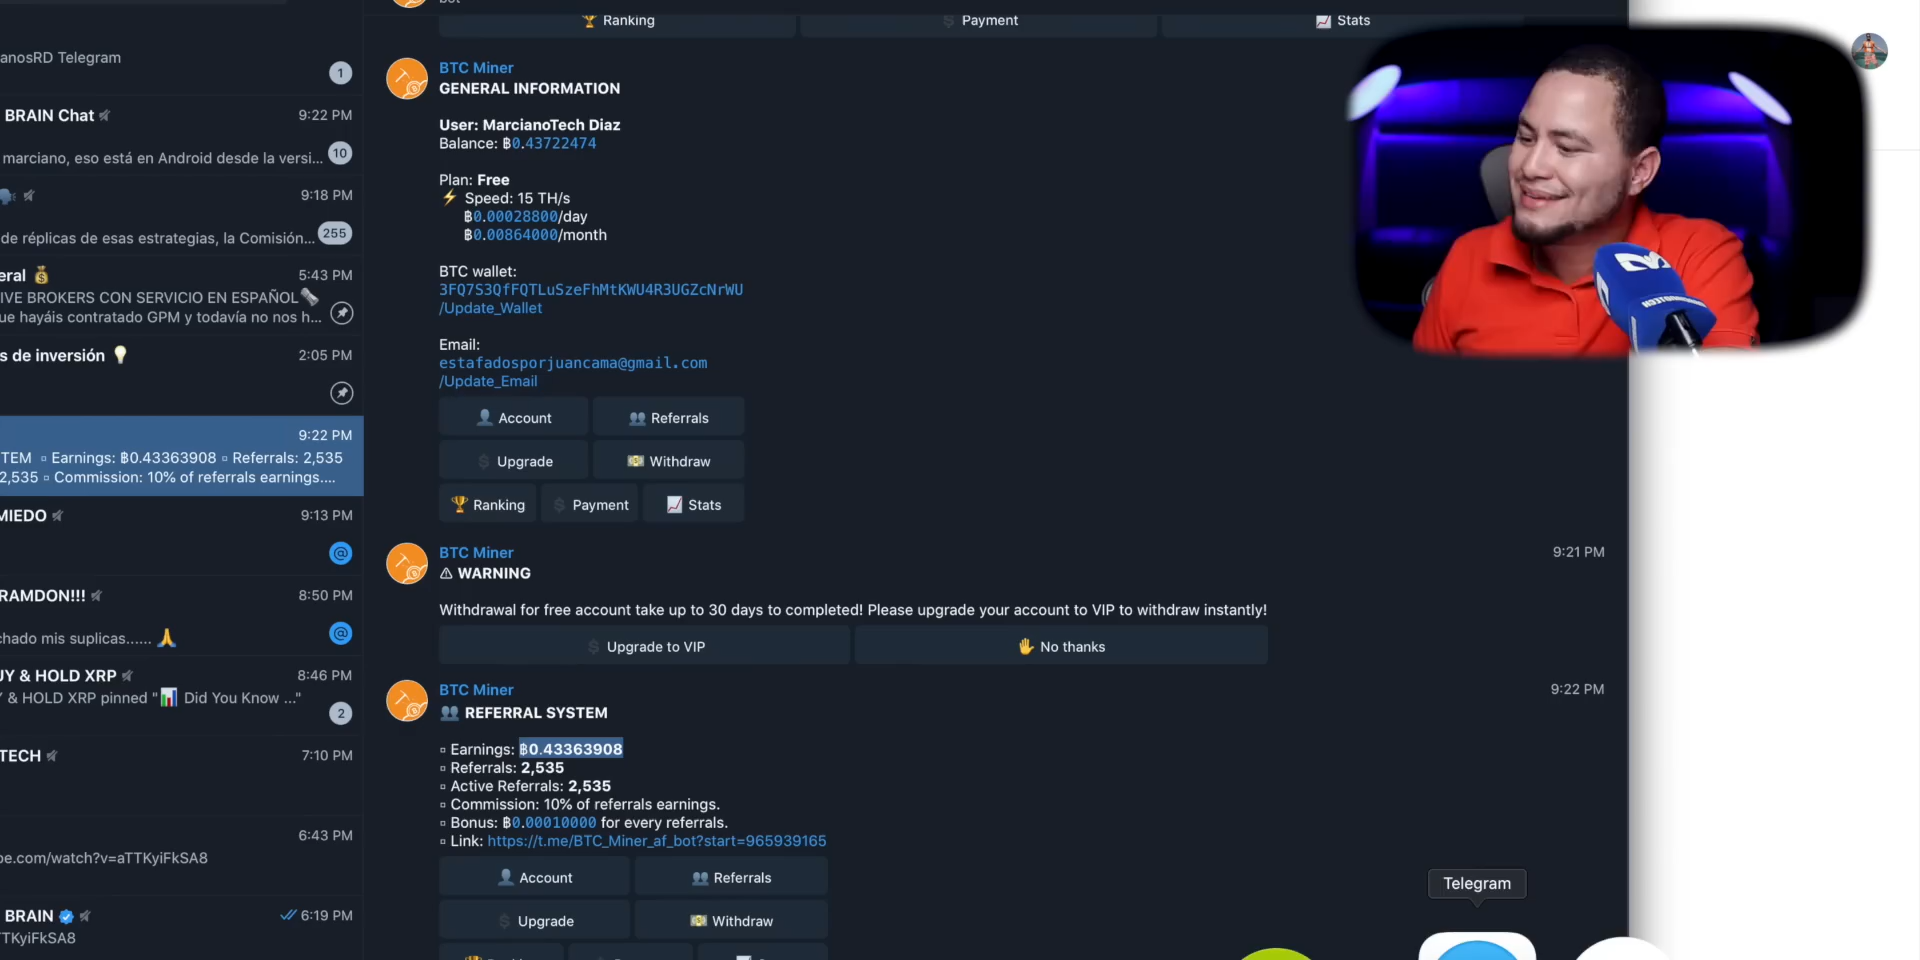 bot
🏆 Ranking
$ Payment
📈 Stats
anosRD Telegram
1
BRAIN Chat
9:22 PM
marciano, eso está en Android desde la versi...
10
9:18 PM
de réplicas de esas estrategias, la Comisión...
255
eral 💰
5:43 PM
IVE BROKERS CON SERVICIO EN ESPAÑOL
ue hayáis contratado GPM y todavía no nos h...
s de inversión 💡
2:05 PM
9:22 PM
TEM ▫ Earnings: ฿0.43363908 ▫ Referrals: 2,535
2,535 ▫ Commission: 10% of referrals earnings....
MIEDO
9:13 PM
@
RAMDON!!!
8:50 PM
chado mis suplicas...... 🙏
@
UY & HOLD XRP
8:46 PM
Y & HOLD XRP pinned "📊 Did You Know ..."
2
TECH
7:10 PM
6:43 PM
be.com/watch?v=aTTKyiFkSA8
BRAIN
6:19 PM
TKyiFkSA8
BTC Miner
GENERAL INFORMATION
User: MarcianoTech Diaz
Balance: ฿0.43722474
Plan: Free
⚡ Speed: 15 TH/s
฿0.00028800/day
฿0.00864000/month
BTC wallet:
3FQ7S3QfFQTLuSzeFhMtKWU4R3UGZcNrWU
/Update_Wallet
Email:
estafadosporjuancama@gmail.com
/Update_Email
👤 Account
👥 Referrals
$ Upgrade
💵 Withdraw
🏆 Ranking
$ Payment
📈 Stats
BTC Miner
9:21 PM
⚠ WARNING
Withdrawal for free account take up to 30 days to completed! Please upgrade your account to VIP to withdraw instantly!
$ Upgrade to VIP
✋ No thanks
BTC Miner
9:22 PM
👥 REFERRAL SYSTEM
▫ Earnings: ฿0.43363908
▫ Referrals: 2,535
▫ Active Referrals: 2,535
▫ Commission: 10% of referrals earnings.
▫ Bonus: ฿0.00010000 for every referrals.
▫ Link: https://t.me/BTC_Miner_af_bot?start=965939165
👤 Account
👥 Referrals
$ Upgrade
💵 Withdraw
Telegram